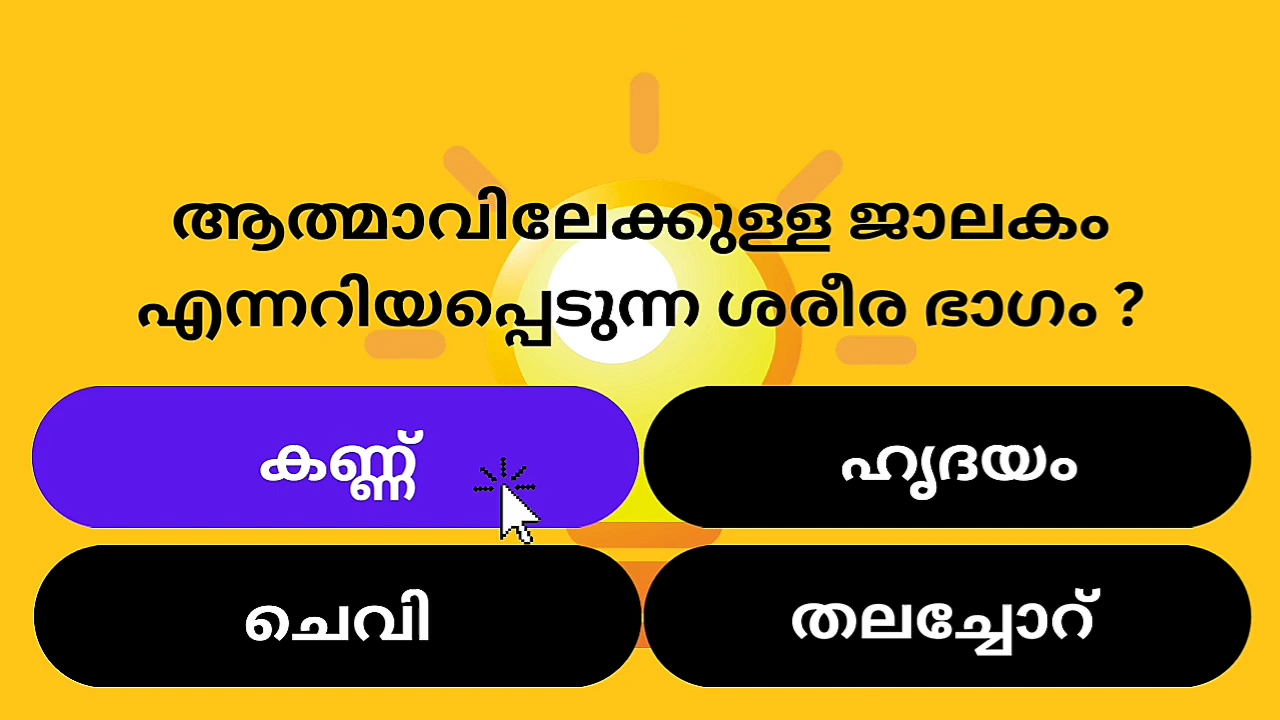 ആത്മാവിലേക്കുള്ള ജാലകം
എന്നറിയപ്പെടുന്ന ശരീര ഭാഗം ?
കണ്ണ്
ഹൃദയം
ചെവി
തലച്ചോറ്